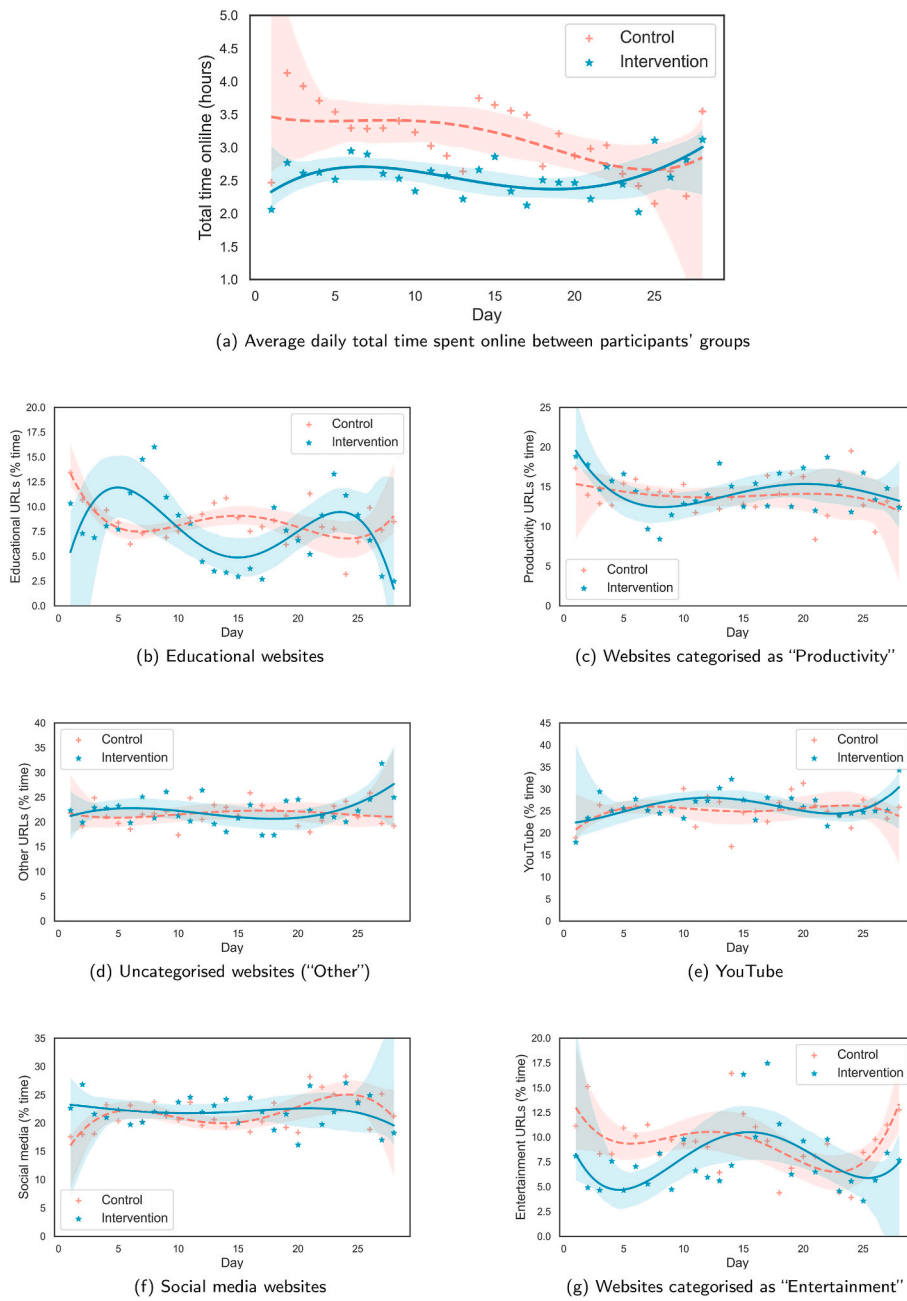 5.0
4.5
4.0
3.5
3.0
2.5
2.0
1.5
1.0
Total time onlilne (hours)
Control
Intervention
0 5 10 15 20 25
Day
(a) Average daily total time spent online between participants' groups
20.0
17.5
15.0
12.5
10.0
7.5
5.0
2.5
0.0
Educational URLs (% time)
Control
Intervention
0 5 10 15 20 25
Day
(b) Educational websites
25
20
15
10
5
0
Productivity URLs (% time)
Control
Intervention
0 5 10 15 20 25
Day
(c) Websites categorised as “Productivity”
40
35
30
25
20
15
10
5
0
Other URLs (% time)
Control
Intervention
0 5 10 15 20 25
Day
(d) Uncategorised websites (“Other”)
45
40
35
30
25
20
15
10
5
0
YouTube (% time)
Control
Intervention
0 5 10 15 20 25
Day
(e) YouTube
35
30
25
20
15
10
5
0
Social media (% time)
Control
Intervention
0 5 10 15 20 25
Day
(f) Social media websites
20.0
17.5
15.0
12.5
10.0
7.5
5.0
2.5
0.0
Entertainment URLs (% time)
Control
Intervention
0 5 10 15 20 25
Day
(g) Websites categorised as “Entertainment”